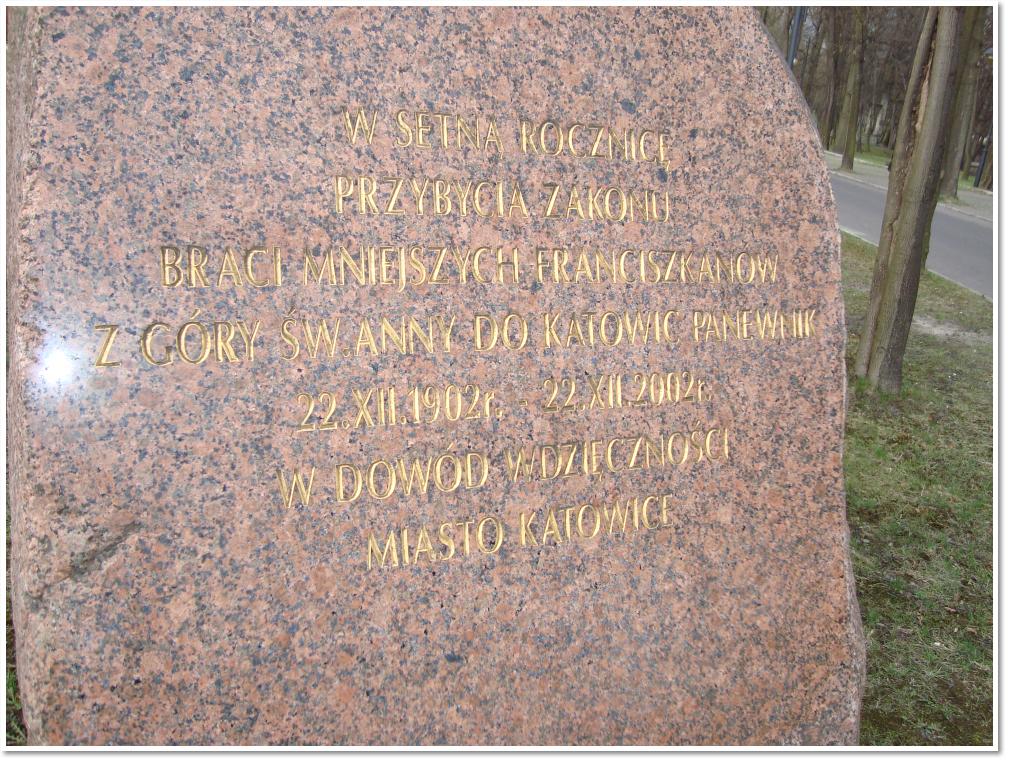 W SETNĄ ROCZNICĘ
PRZYBYCIA ZAKONU
BRACI MNIEJSZYCH FRANCISZKANÓW
Z GÓRY ŚW.ANNY DO KATOWIC PANEWNIK
22.XII.1902r. - 22.XII.2002r.
W DOWÓD WDZIĘCZNOŚCI
MIASTO KATOWICE